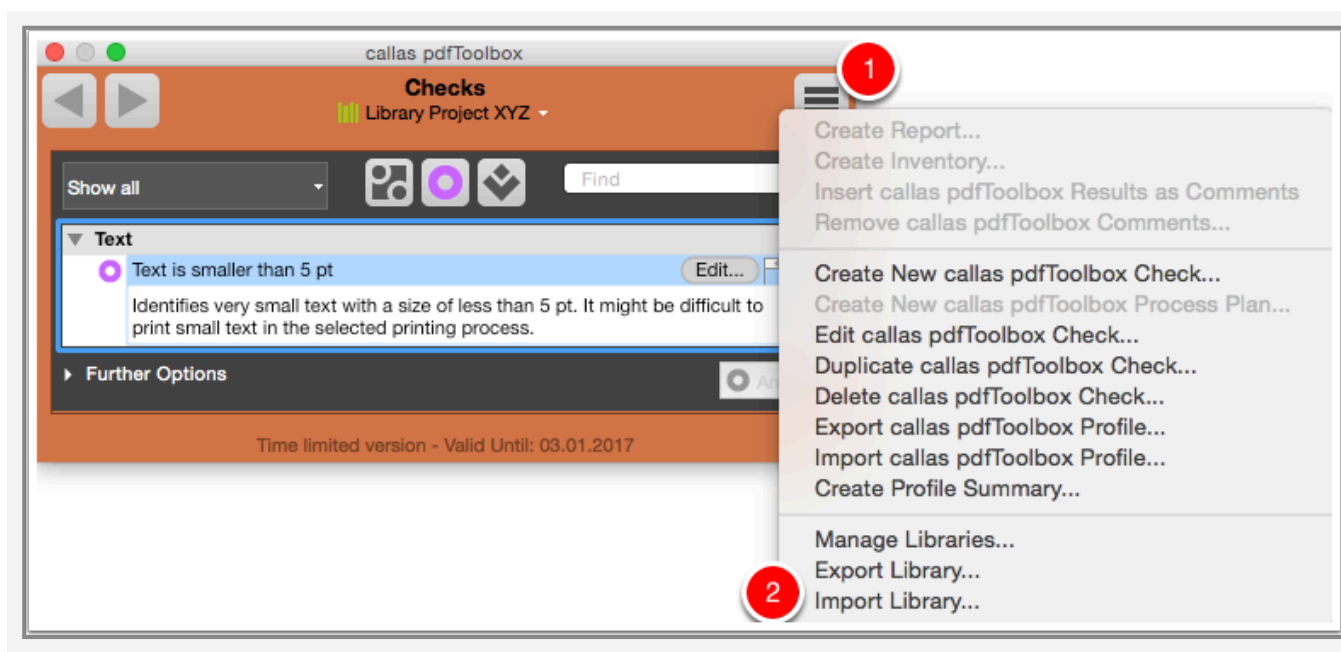 callas pdfToolbox
1
Checks
Library Project XYZ
Show all
Find
Text
Text is smaller than 5 pt
Edit...
Identifies very small text with a size of less than 5 pt. It might be difficult to
print small text in the selected printing process.
Further Options
Time limited version - Valid Until: 03.01.2017
Create Report...
Create Inventory...
Insert callas pdfToolbox Results as Comments
Remove callas pdfToolbox Comments...
Create New callas pdfToolbox Check...
Create New callas pdfToolbox Process Plan...
Edit callas pdfToolbox Check...
Duplicate callas pdfToolbox Check...
Delete callas pdfToolbox Check...
Export callas pdfToolbox Profile...
Import callas pdfToolbox Profile...
Create Profile Summary...
Manage Libraries...
Export Library...
2
Import Library...